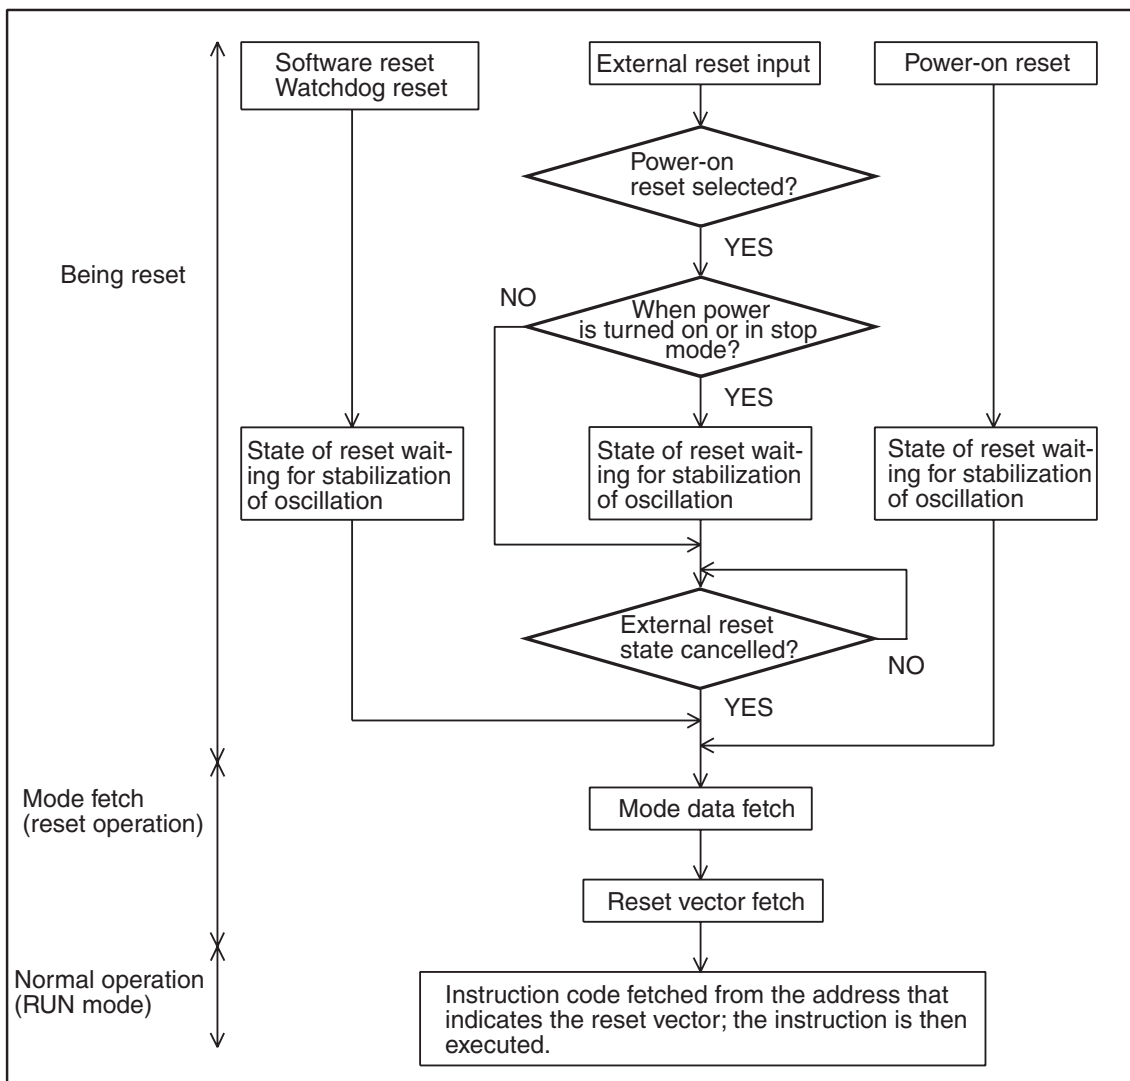 Software reset
Watchdog reset
External reset input
Power-on reset
Power-on
reset selected?
YES
Being reset
NO
When power
is turned on or in stop
mode?
YES
State of reset wait-
ing for stabilization
of oscillation
State of reset wait-
ing for stabilization
of oscillation
State of reset wait-
ing for stabilization
of oscillation
External reset
state cancelled?
NO
YES
Mode fetch
(reset operation)
Mode data fetch
Reset vector fetch
Normal operation
(RUN mode)
Instruction code fetched from the address that
indicates the reset vector; the instruction is then
executed.